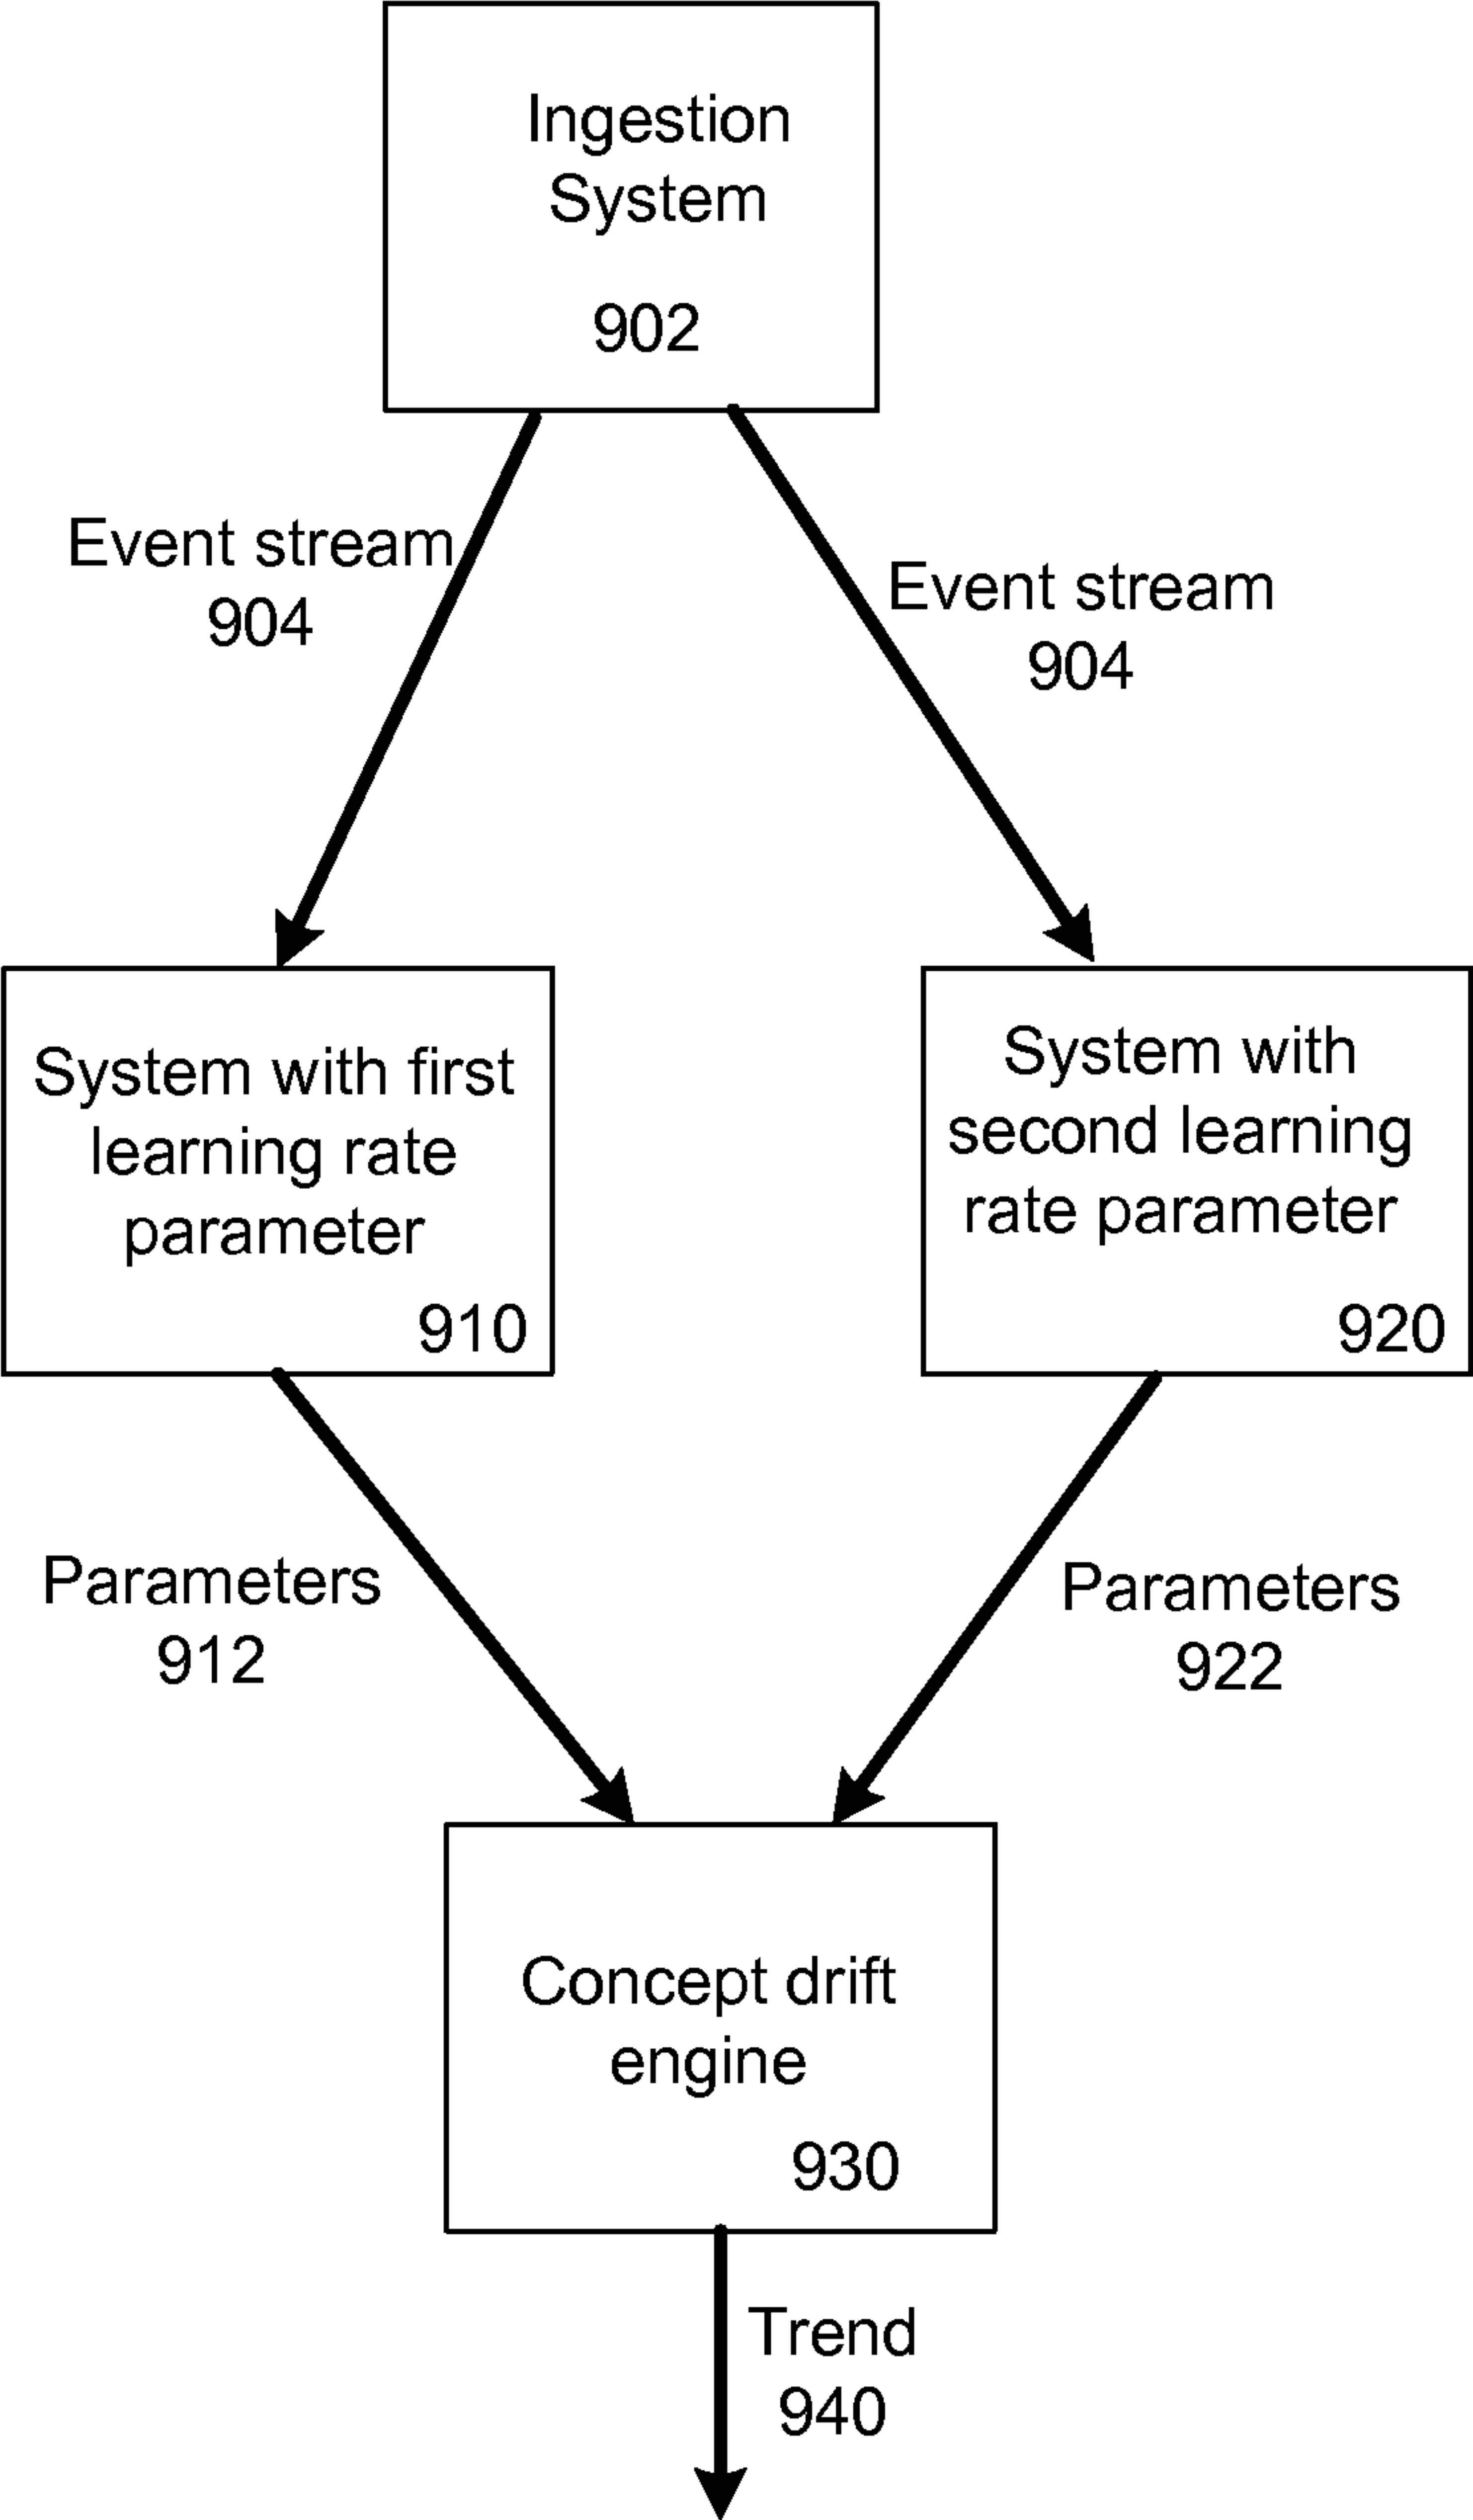 Ingestion
System
902
Event stream
904
Event stream
904
System with first
learning rate
parameter
910
System with
second learning
rate parameter
920
Parameters
912
Parameters
922
Concept drift
engine
930
Trend
940